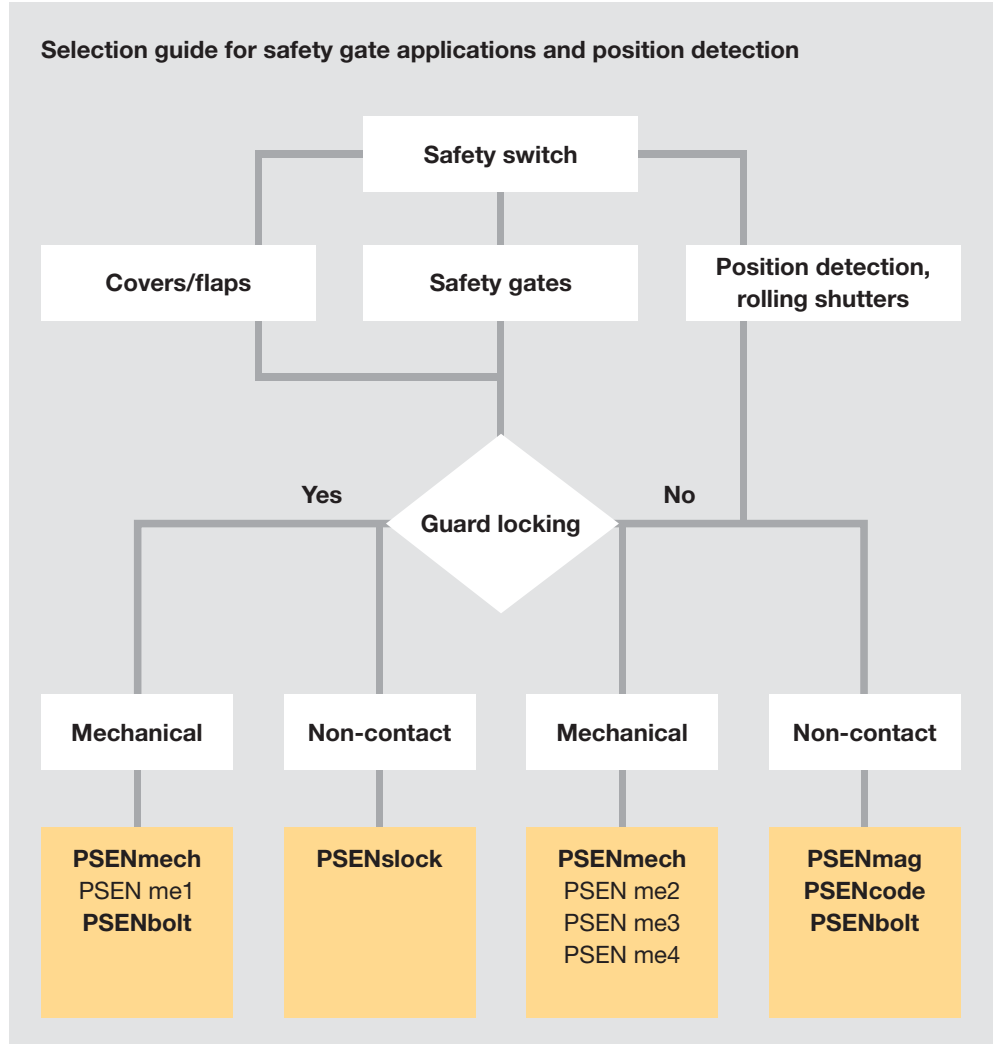 Selection guide for safety gate applications and position detection
Safety switch
Covers/flaps
Safety gates
Position detection,
rolling shutters
Yes
No
Guard locking
Mechanical
Non-contact
Mechanical
Non-contact
PSENmech
PSEN me1
PSENbolt
PSENslock
PSENmech
PSEN me2
PSEN me3
PSEN me4
PSENmag
PSENcode
PSENbolt